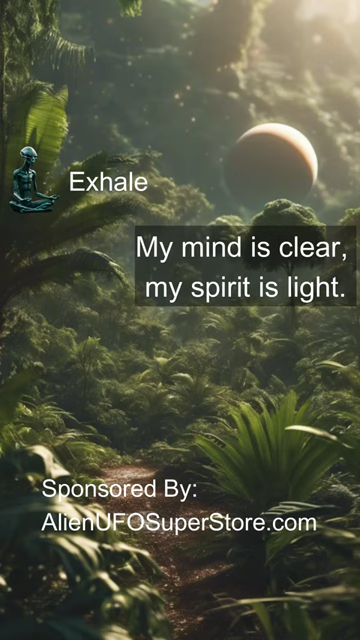 Exhale
My mind is clear,
my spirit is light.
Sponsored By:
AlienUFOSuperStore.com